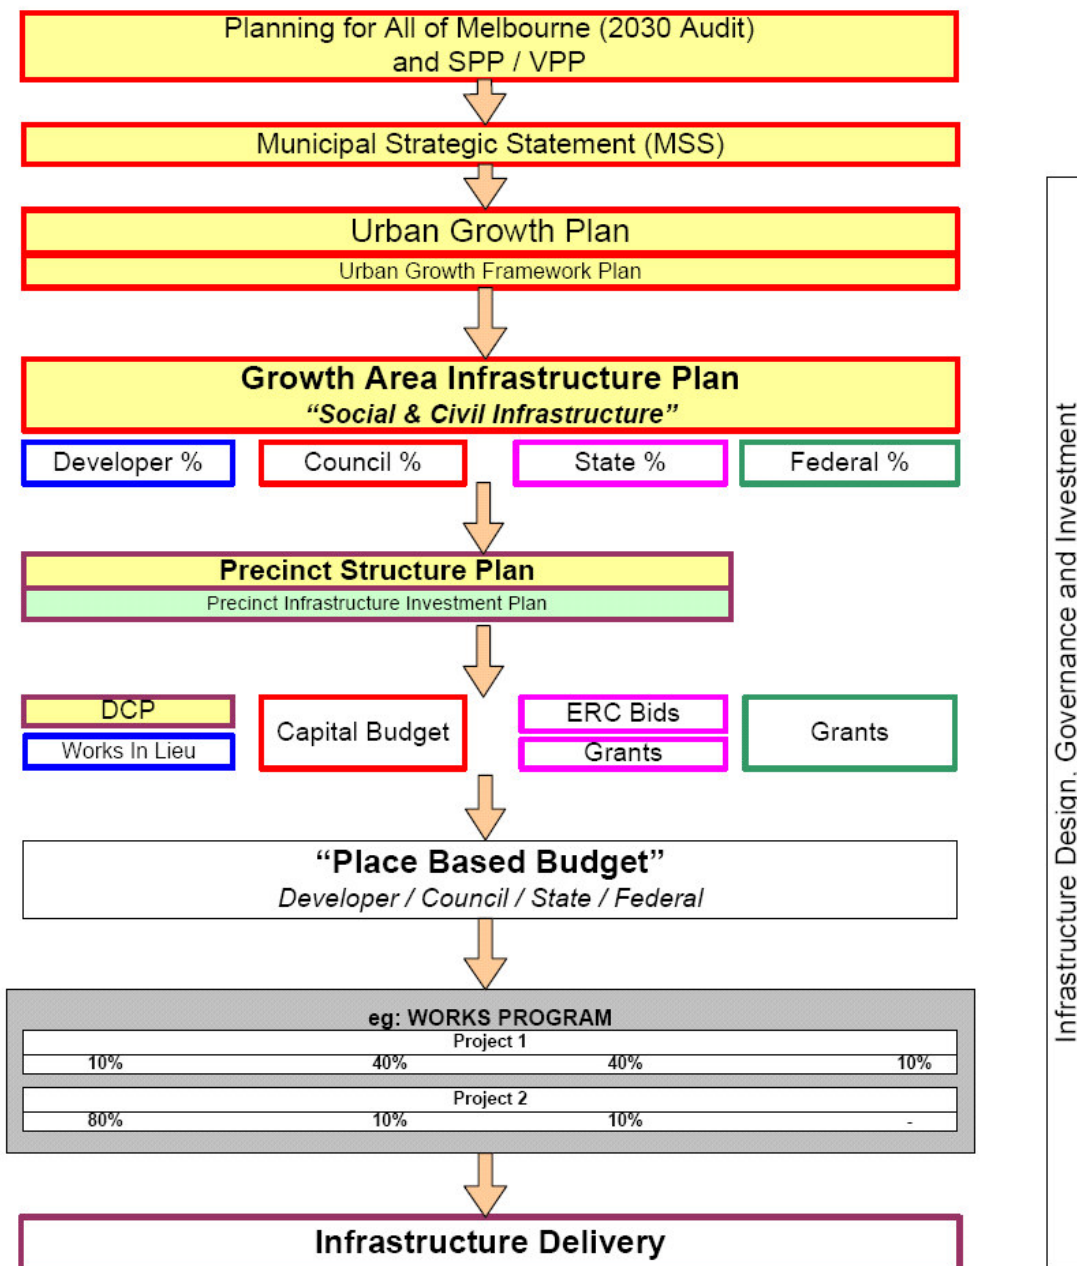 Planning for All of Melbourne (2030 Audit)
and SPP / VPP
Municipal Strategic Statement (MSS)
Urban Growth Plan
Urban Growth Framework Plan
Growth Area Infrastructure Plan
“Social & Civil Infrastructure”
Developer %
Council %
State %
Federal %
Precinct Structure Plan
Precinct Infrastructure Investment Plan
DCP
Works In Lieu
Capital Budget
ERC Bids
Grants
Grants
“Place Based Budget”
Developer / Council / State / Federal
eg: WORKS PROGRAM
Project 1
10% 40% 40% 10%
Project 2
80% 10% 10% -
Infrastructure Delivery
Infrastructure Design, Governance and Investment